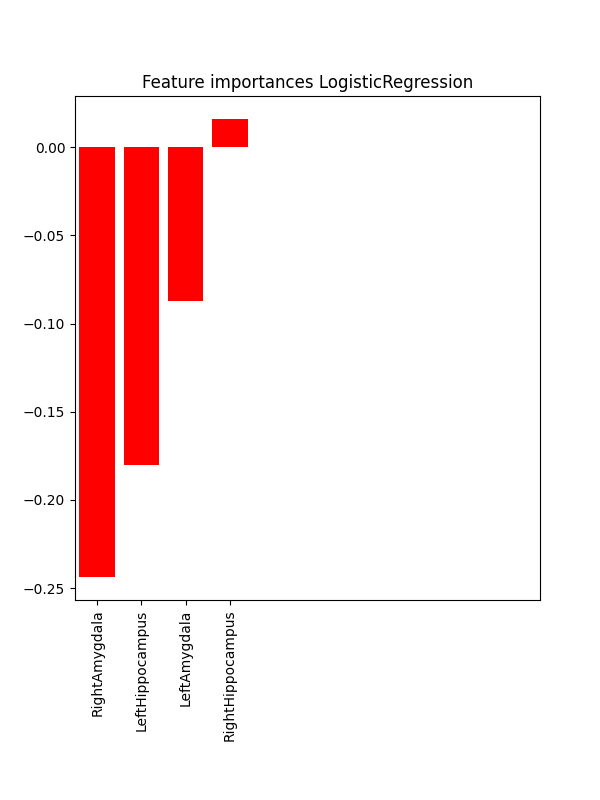 Feature importances LogisticRegression
0.00
−0.05
−0.10
−0.15
−0.20
−0.25
RightAmygdala
LeftHippocampus
LeftAmygdala
RightHippocampus